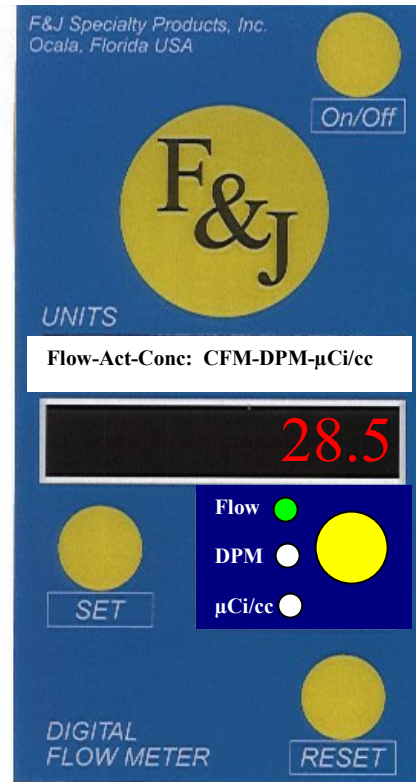 F&J Specialty Products, Inc.
Ocala, Florida USA
On/Off
F&J
UNITS
Flow-Act-Conc: CFM-DPM-µCi/cc
28.5
Flow
DPM
SET
µCi/cc
DIGITAL
FLOW METER
RESET